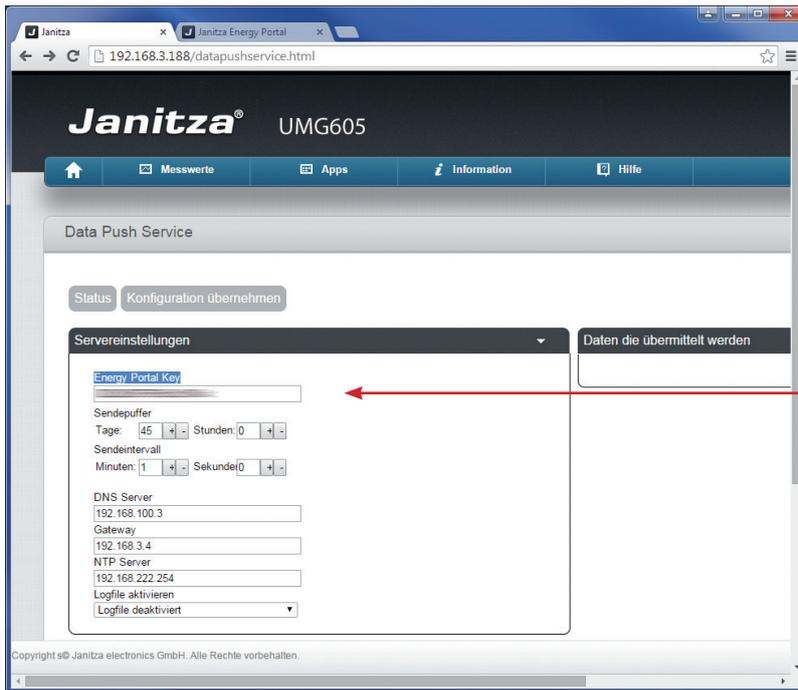 Janitza
Janitza Energy Portal
192.168.3.188/datapushservice.html
Janitza® UMG605
Messwerte
Apps
Information
Hilfe
Data Push Service
Status
Konfiguration übernehmen
Servereinstellungen
Daten die übermittelt werden
Energy Portal Key
Sendepuffer
Tage: 45 + - Stunden: 0 + -
Sendeintervall
Minuten: 1 + - Sekunden 0 + -
DNS Server
192.168.100.3
Gateway
192.168.3.4
NTP Server
192.168.222.254
Logfile aktivieren
Logfile deaktiviert
Copyright s© Janitza electronics GmbH. Alle Rechte vorbehalten.